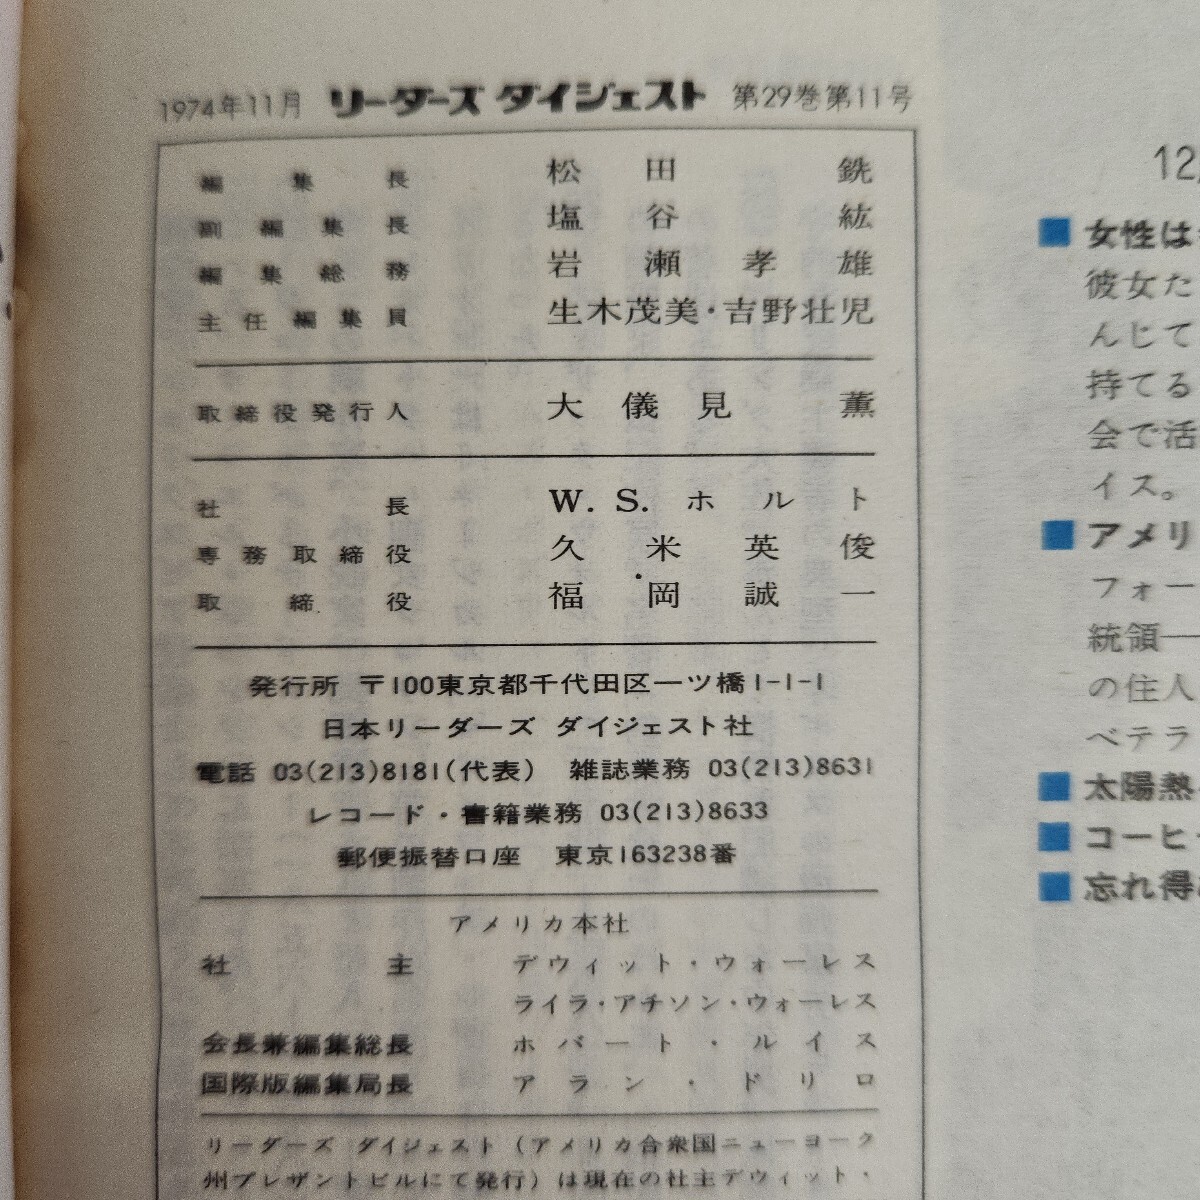 1974年11月 リーダーズ ダイジェスト 第29巻第11号
編集長 松田 銑
副編集長 塩谷 紘
編集総務 岩瀬孝雄
主任編集員 生木茂美・吉野壮児
取締役発行人 大儀見 薫
社長 W. S. ホルト
専務取締役 久米英俊
取締役 福岡誠一
発行所 〒100東京都千代田区一ツ橋1-1-1
日本リーダーズ ダイジェスト社
電話 03(213)8181(代表) 雑誌業務 03(213)8631
レコード・書籍業務 03(213)8633
郵便振替口座 東京163238番
アメリカ本社
社主 デウィット・ウォーレス
ライラ・アチソン・ウォーレス
会長兼編集総長 ホバート・ルイス
国際版編集局長 アラン・ドリロ
リーダーズ ダイジェスト（アメリカ合衆国ニューヨーク
州プレザントビルにて発行）は現在の社主デウィット・
12
■ 女性は
彼女た
んじて
持てる
会で活
イス。
■ アメリ
フォー
統領―
の住人
ベテラ
■ 太陽熱
■ コーヒ
■ 忘れ得